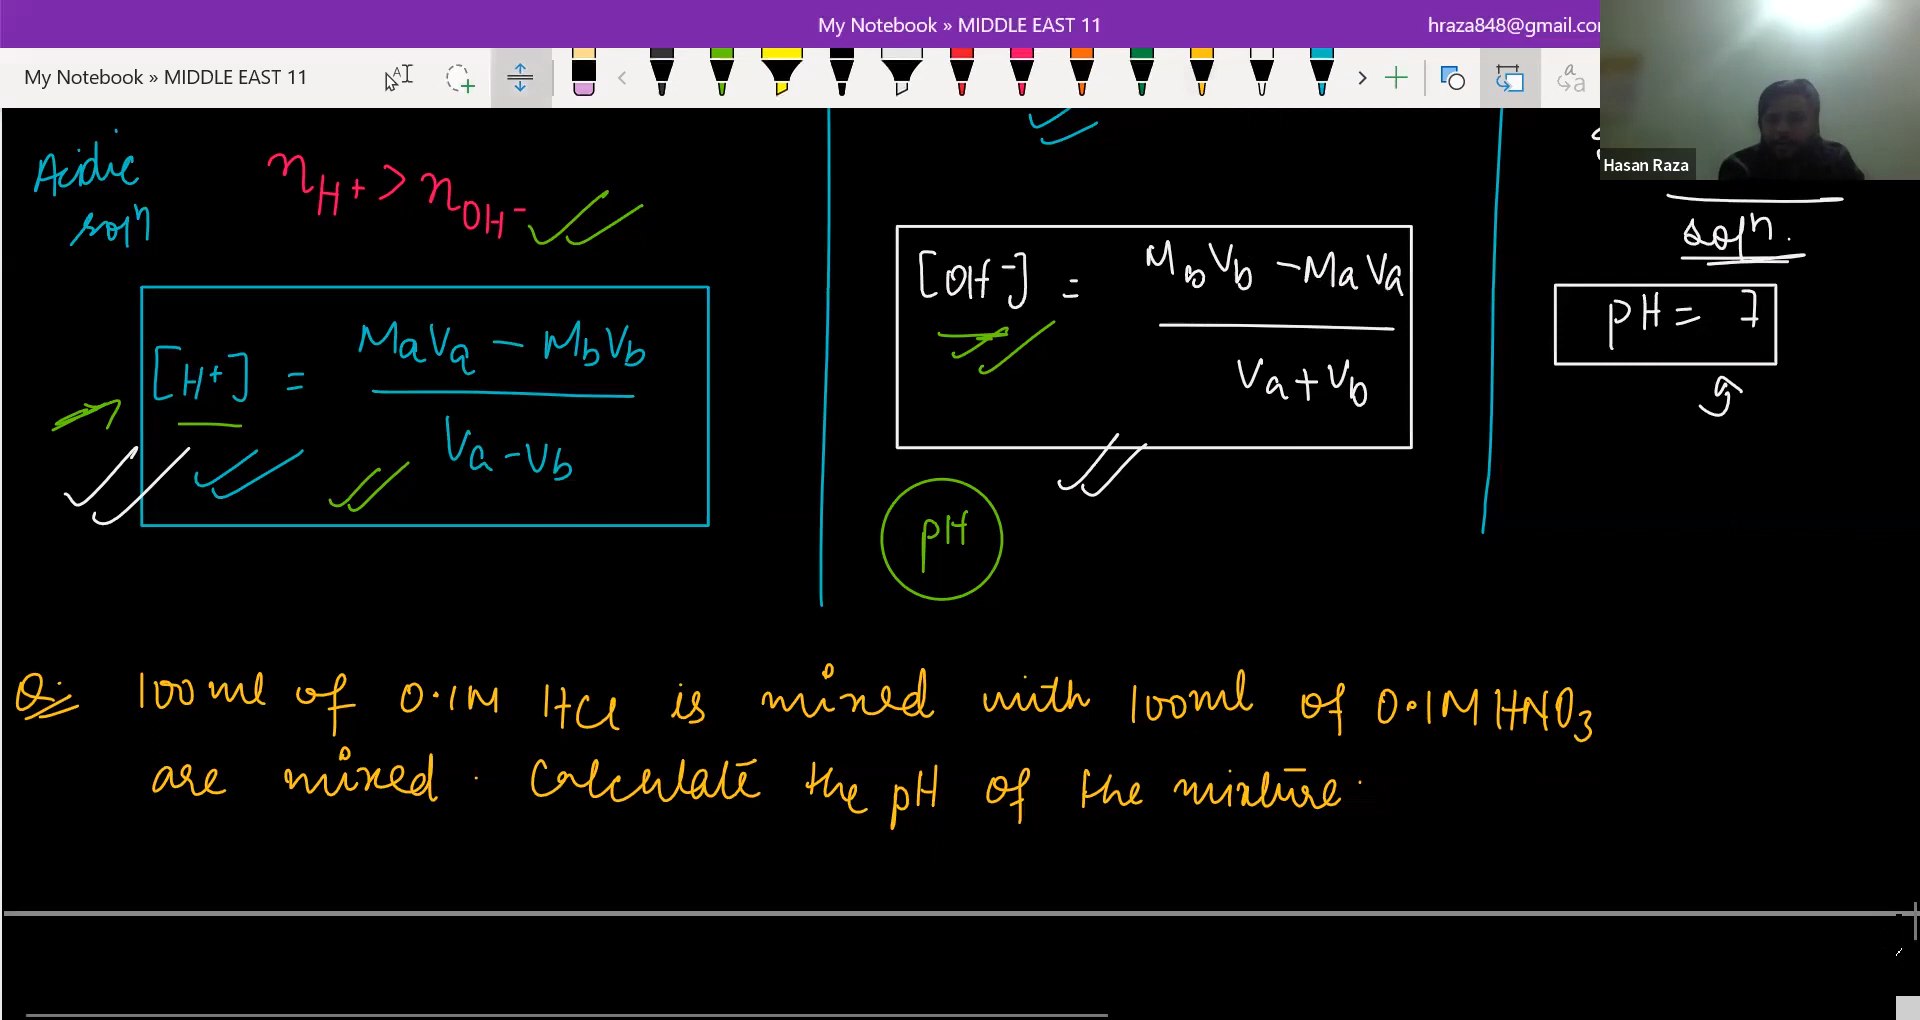 My Notebook » MIDDLE EAST 11
hraza848@gmail.co
My Notebook » MIDDLE EAST 11
Hasan Raza
Acidic
solⁿ
nH+ > nOH-
[H+] = MaVa - MbVb
Va - Vb
[OH-] = MbVb - MaVa
Va + Vb
pH
solⁿ.
pH = 7
Q:- 100ml of 0.1M HCl is mixed with 100ml of 0.1M HNO3
are mixed. Calculate the pH of the mixture.